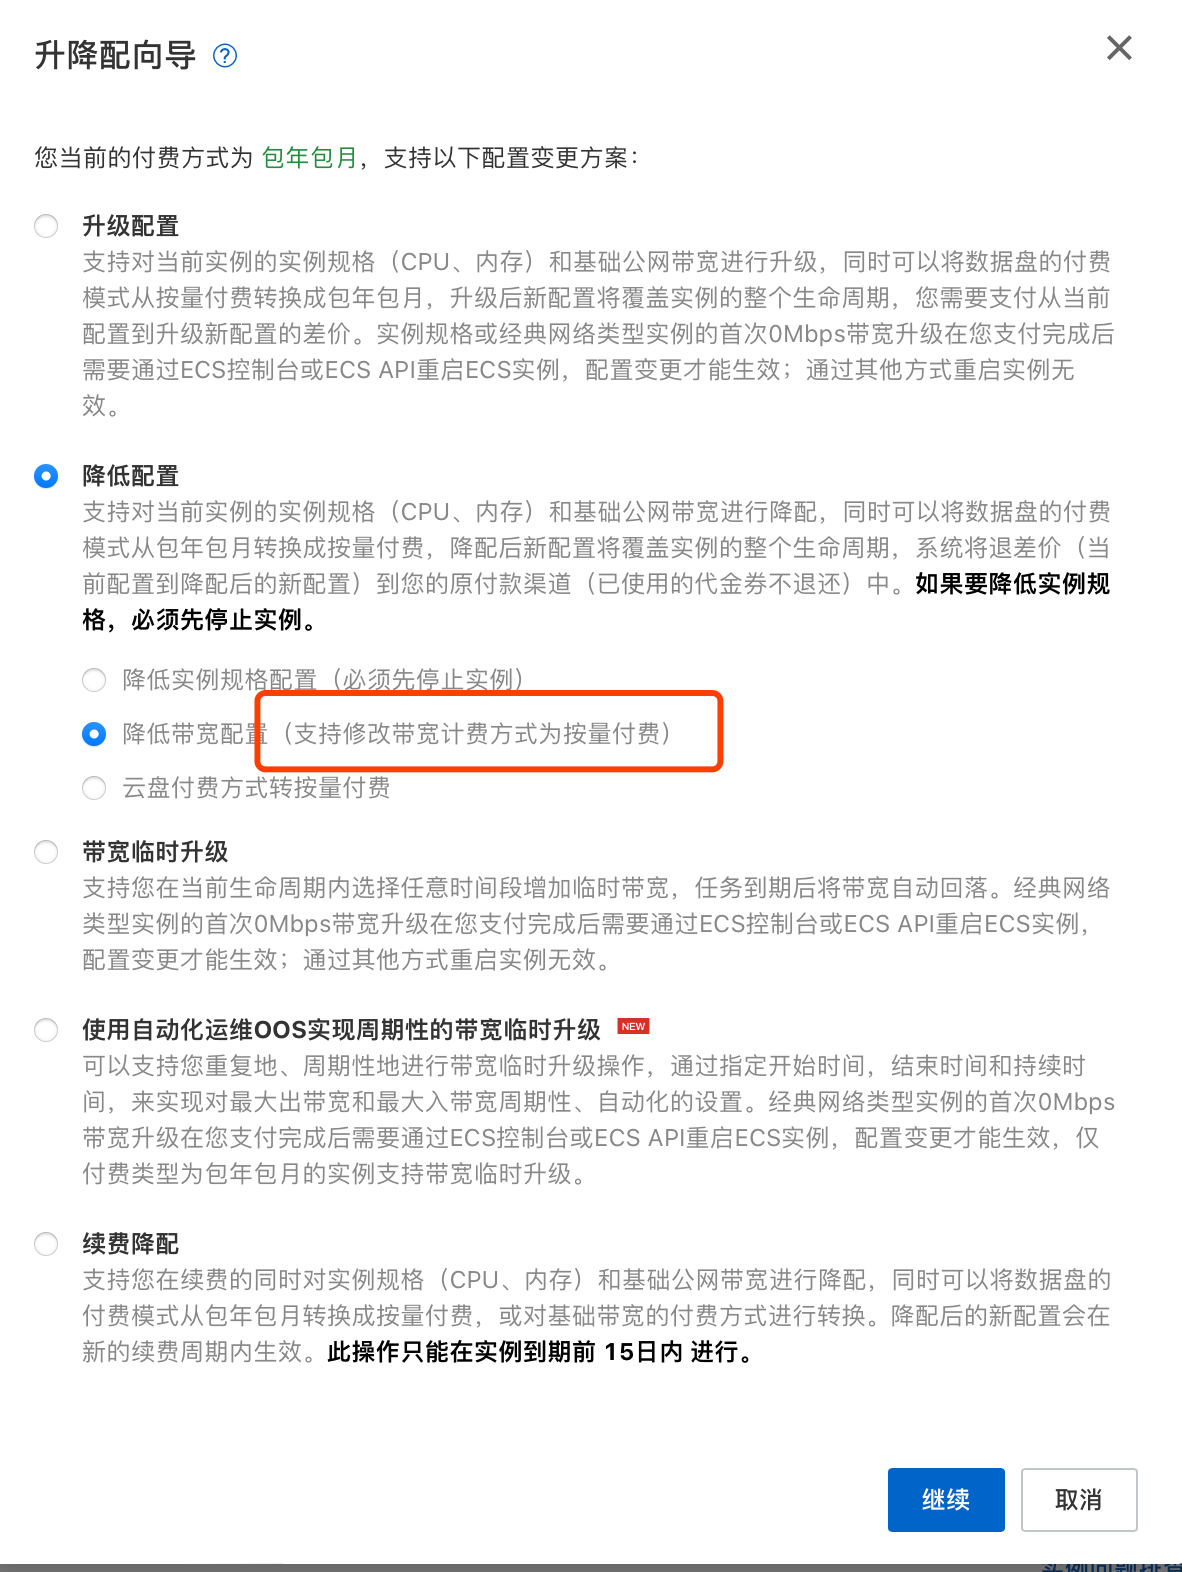 升降配向导 ?
您当前的付费方式为 包年包月，支持以下配置变更方案：
升级配置
支持对当前实例的实例规格（CPU、内存）和基础公网带宽进行升级，同时可以将数据盘的付费
模式从按量付费转换成包年包月，升级后新配置将覆盖实例的整个生命周期，您需要支付从当前
配置到升级新配置的差价。实例规格或经典网络类型实例的首次0Mbps带宽升级在您支付完成后
需要通过ECS控制台或ECS API重启ECS实例，配置变更才能生效；通过其他方式重启实例无
效。
降低配置
支持对当前实例的实例规格（CPU、内存）和基础公网带宽进行降配，同时可以将数据盘的付费
模式从包年包月转换成按量付费，降配后新配置将覆盖实例的整个生命周期，系统将退差价（当
前配置到降配后的新配置）到您的原付款渠道（已使用的代金券不退还）中。如果要降低实例规
格，必须先停止实例。
降低实例规格配置（必须先停止实例）
降低带宽配置（支持修改带宽计费方式为按量付费）
云盘付费方式转按量付费
带宽临时升级
支持您在当前生命周期内选择任意时间段增加临时带宽，任务到期后将带宽自动回落。经典网络
类型实例的首次0Mbps带宽升级在您支付完成后需要通过ECS控制台或ECS API重启ECS实例，
配置变更才能生效；通过其他方式重启实例无效。
使用自动化运维OOS实现周期性的带宽临时升级 NEW
可以支持您重复地、周期性地进行带宽临时升级操作，通过指定开始时间，结束时间和持续时
间，来实现对最大出带宽和最大入带宽周期性、自动化的设置。经典网络类型实例的首次0Mbps
带宽升级在您支付完成后需要通过ECS控制台或ECS API重启ECS实例，配置变更才能生效，仅
付费类型为包年包月的实例支持带宽临时升级。
续费降配
支持您在续费的同时对实例规格（CPU、内存）和基础公网带宽进行降配，同时可以将数据盘的
付费模式从包年包月转换成按量付费，或对基础带宽的付费方式进行转换。降配后的新配置会在
新的续费周期内生效。此操作只能在实例到期前 15日内 进行。
继续 取消